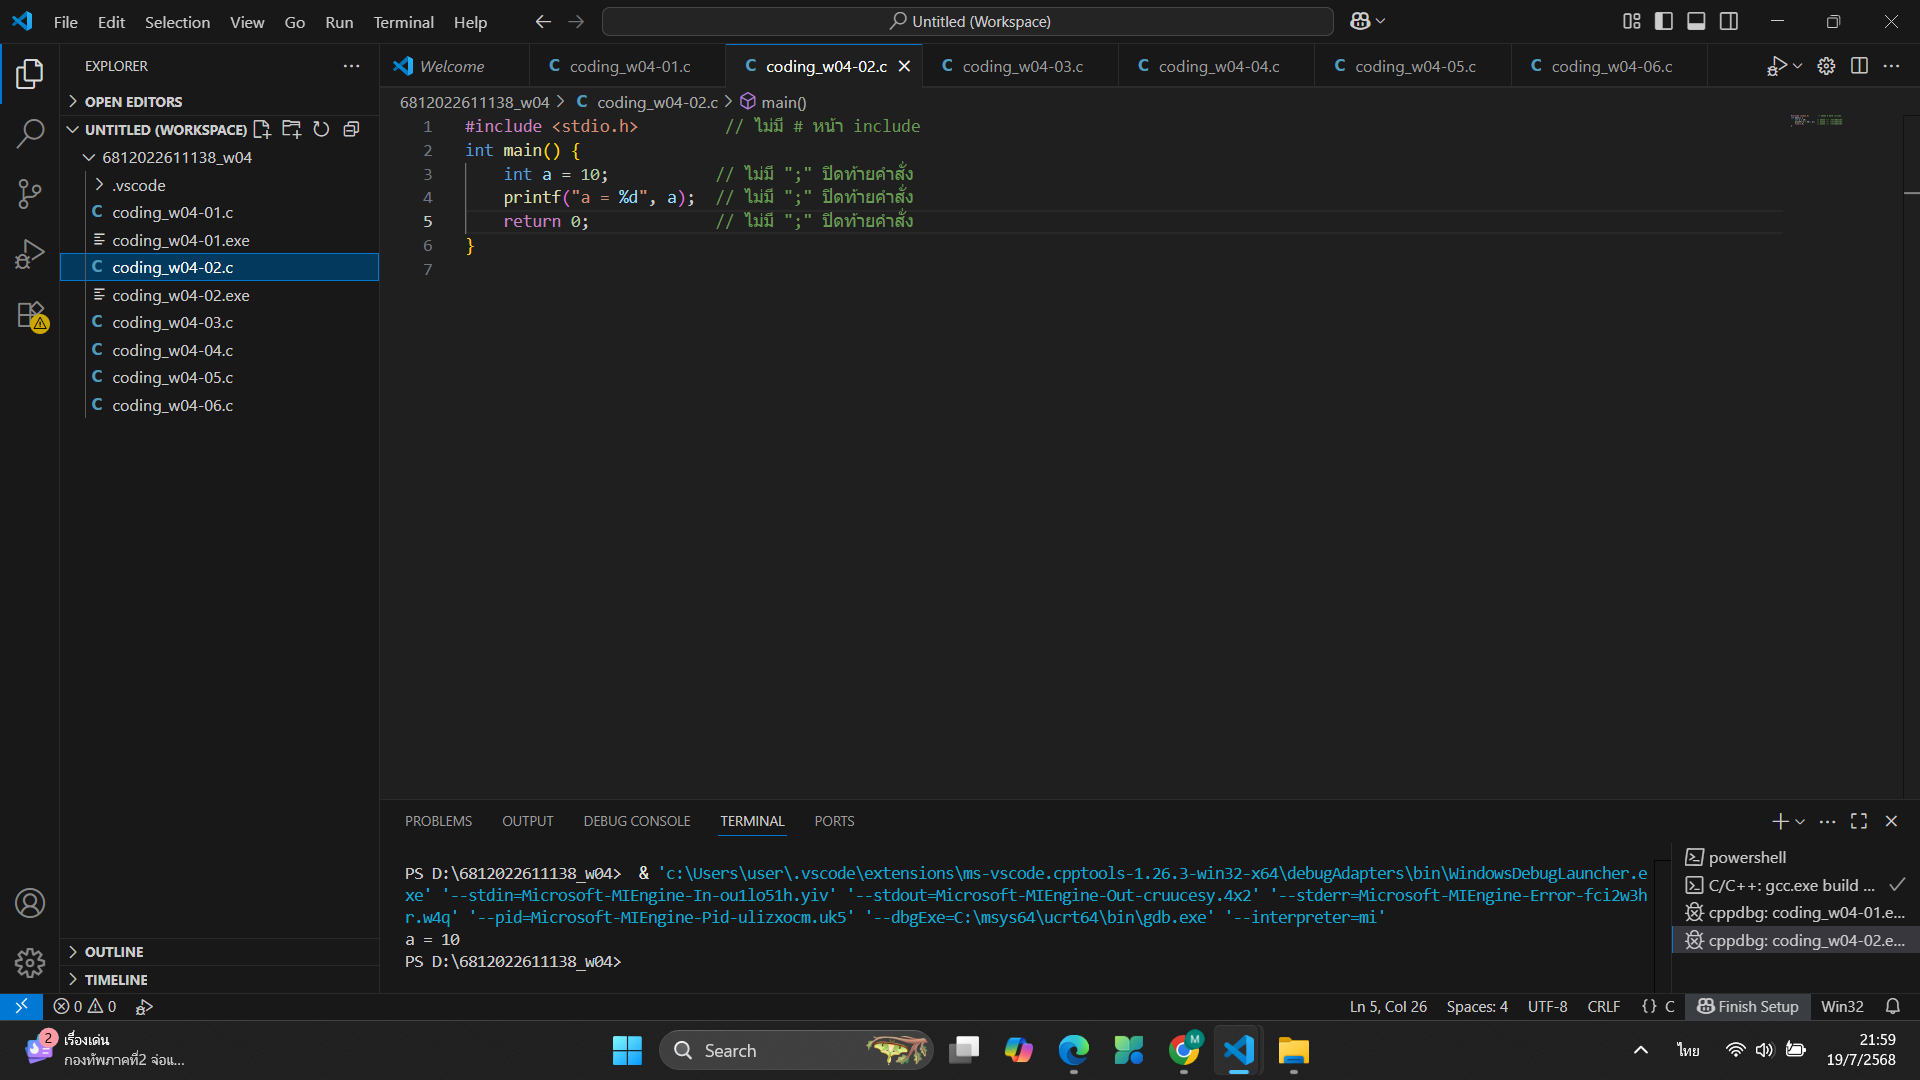 File Edit Selection View Go Run Terminal Help
Untitled (Workspace)
EXPLORER
OPEN EDITORS
UNTITLED (WORKSPACE)
6812022611138_w04
.vscode
coding_w04-01.c
coding_w04-01.exe
coding_w04-02.c
coding_w04-02.exe
coding_w04-03.c
coding_w04-04.c
coding_w04-05.c
coding_w04-06.c
OUTLINE
TIMELINE
Welcome coding_w04-01.c coding_w04-02.c coding_w04-03.c coding_w04-04.c coding_w04-05.c coding_w04-06.c
6812022611138_w04 > C coding_w04-02.c > main()
1 #include <stdio.h> // ไม่มี # หน้า include
2 int main() {
3 int a = 10; // ไม่มี ";" ปิดท้ายคำสั่ง
4 printf("a = %d", a); // ไม่มี ";" ปิดท้ายคำสั่ง
5 return 0; // ไม่มี ";" ปิดท้ายคำสั่ง
6 }
7
PROBLEMS OUTPUT DEBUG CONSOLE TERMINAL PORTS
PS D:\6812022611138_w04> & 'c:\Users\user\.vscode\extensions\ms-vscode.cpptools-1.26.3-win32-x64\debugAdapters\bin\WindowsDebugLauncher.e
xe' '--stdin=Microsoft-MIEngine-In-ou1lo51h.yiv' '--stdout=Microsoft-MIEngine-Out-cruucesy.4x2' '--stderr=Microsoft-MIEngine-Error-fci2w3h
r.w4q' '--pid=Microsoft-MIEngine-Pid-ulizxocm.uk5' '--dbgExe=C:\msys64\ucrt64\bin\gdb.exe' '--interpreter=mi'
a = 10
PS D:\6812022611138_w04>
powershell
C/C++: gcc.exe build ...
cppdbg: coding_w04-01.e...
cppdbg: coding_w04-02.e...
0 0 Ln 5, Col 26 Spaces: 4 UTF-8 CRLF {} C Finish Setup Win32
2 เรื่องเด่น
กองทัพภาคที่2 จ่อแ...
Search
M
ไทย
21:59
19/7/2568